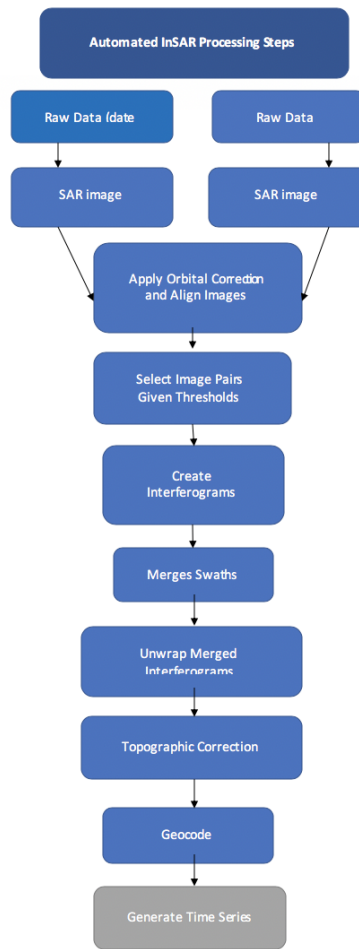 Automated InSAR Processing Steps
Raw Data (date
Raw Data
SAR image
SAR image
Apply Orbital Correction
and Align Images
Select Image Pairs
Given Thresholds
Create
Interferograms
Merges Swaths
Unwrap Merged
Interferograms
Topographic Correction
Geocode
Generate Time Series